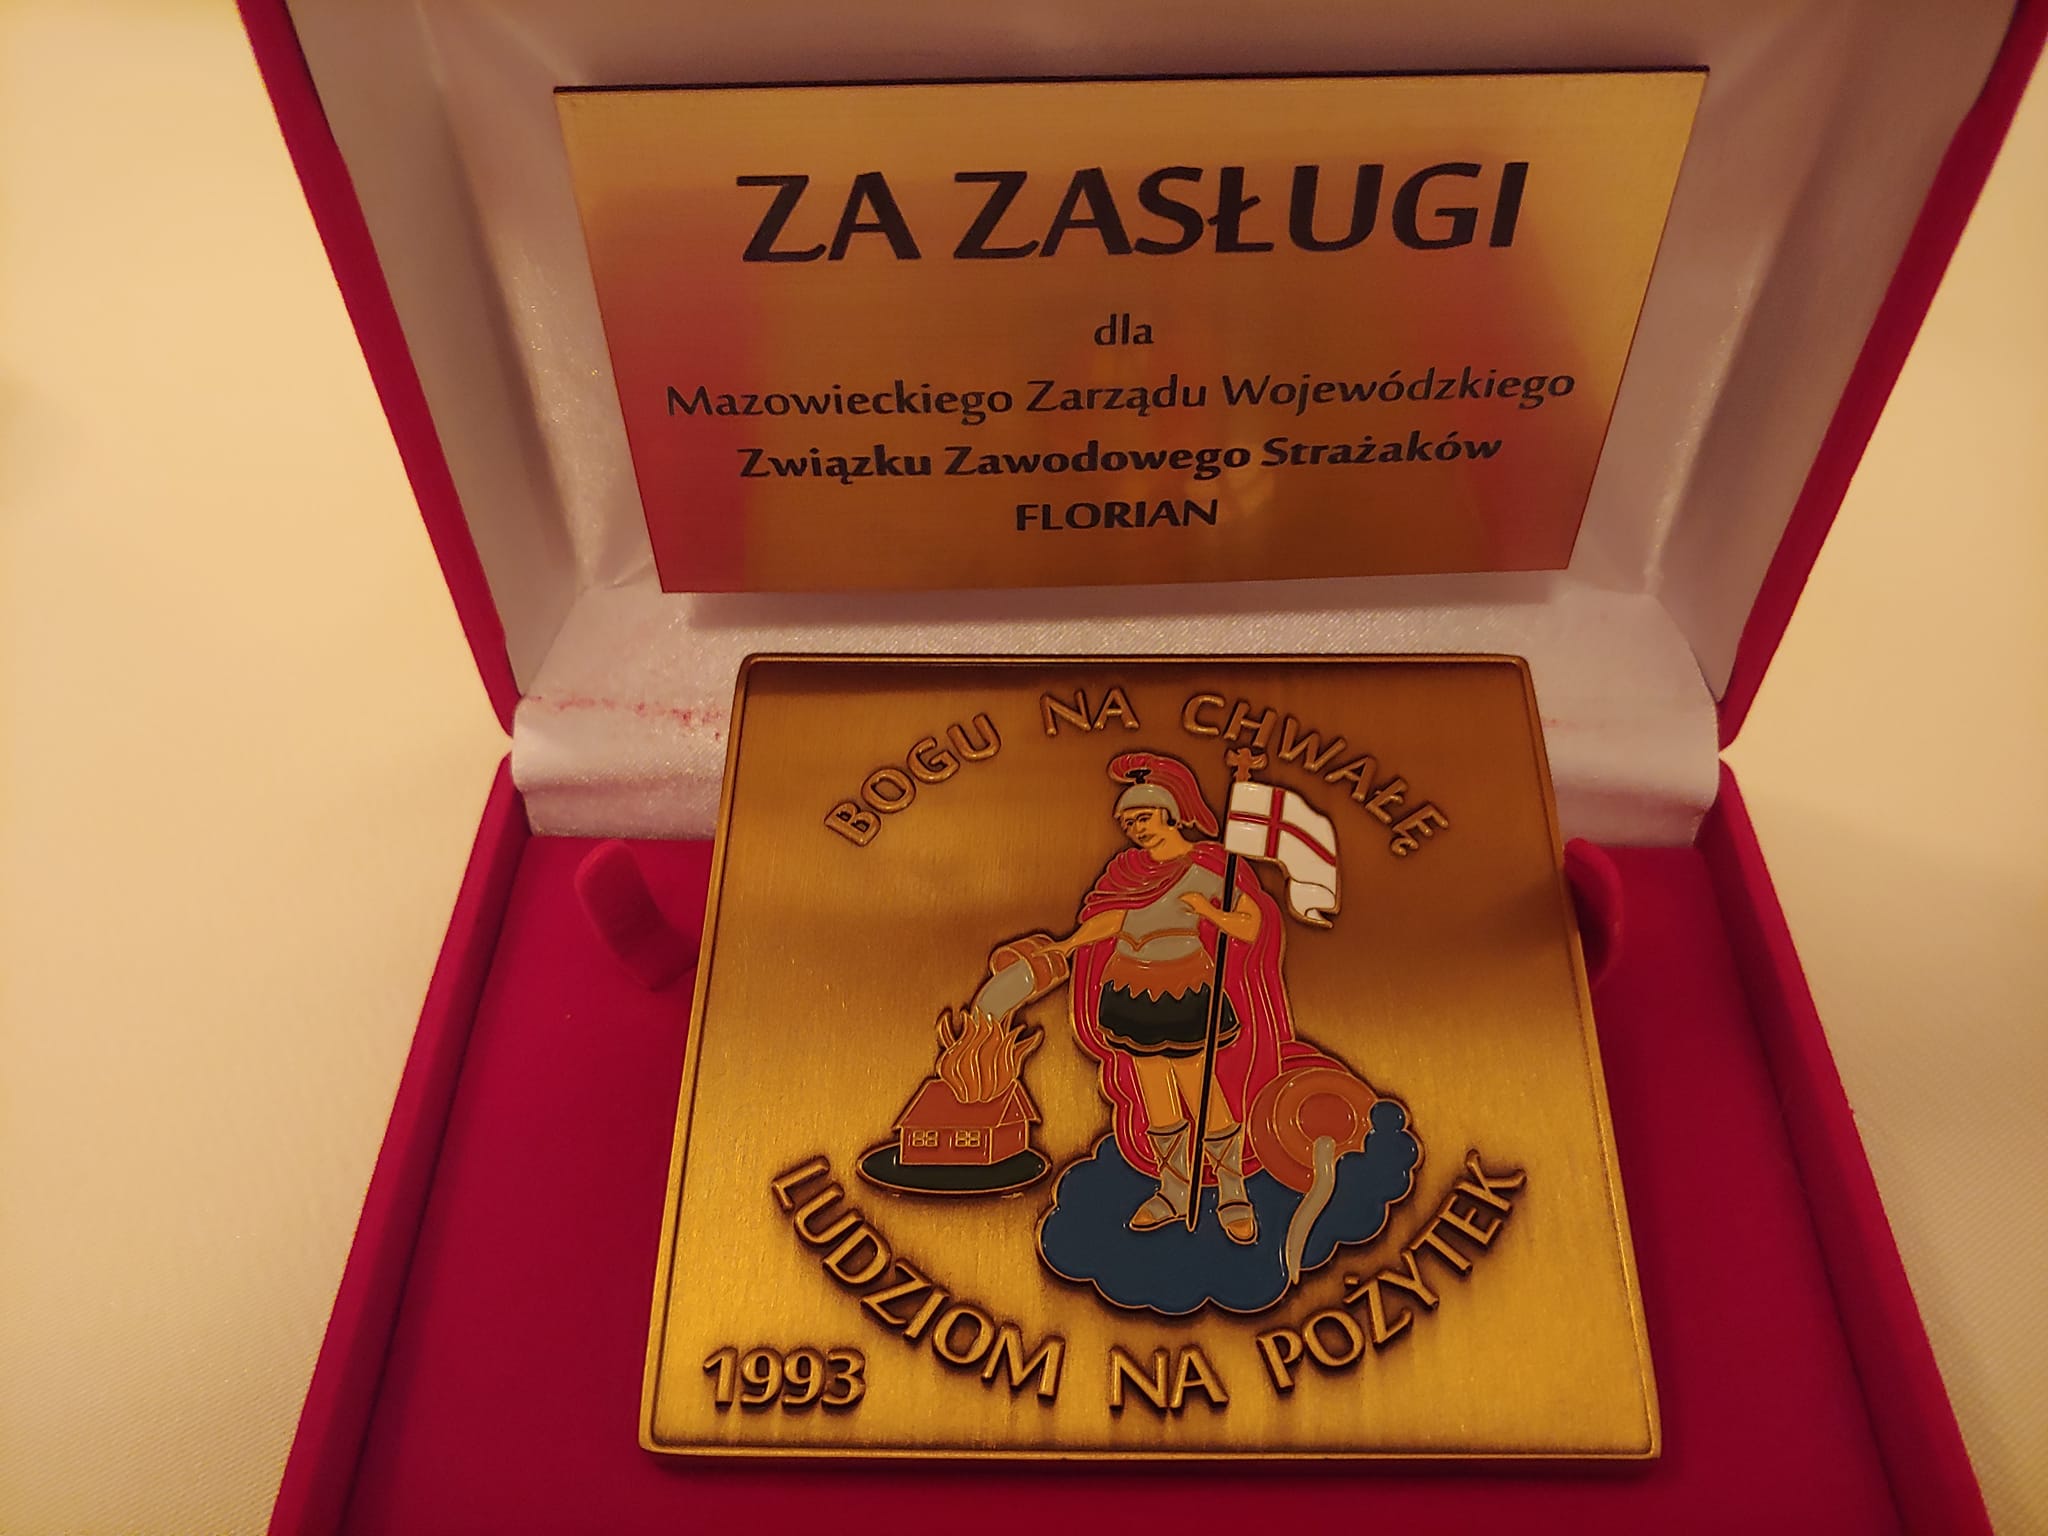 ZA ZASŁUGI
dla
Mazowieckiego Zarządu Wojewódzkiego
Związku Zawodowego Strażaków
FLORIAN
BOGU NA CHWAŁĘ
LUDZIOM NA POŻYTEK
1993